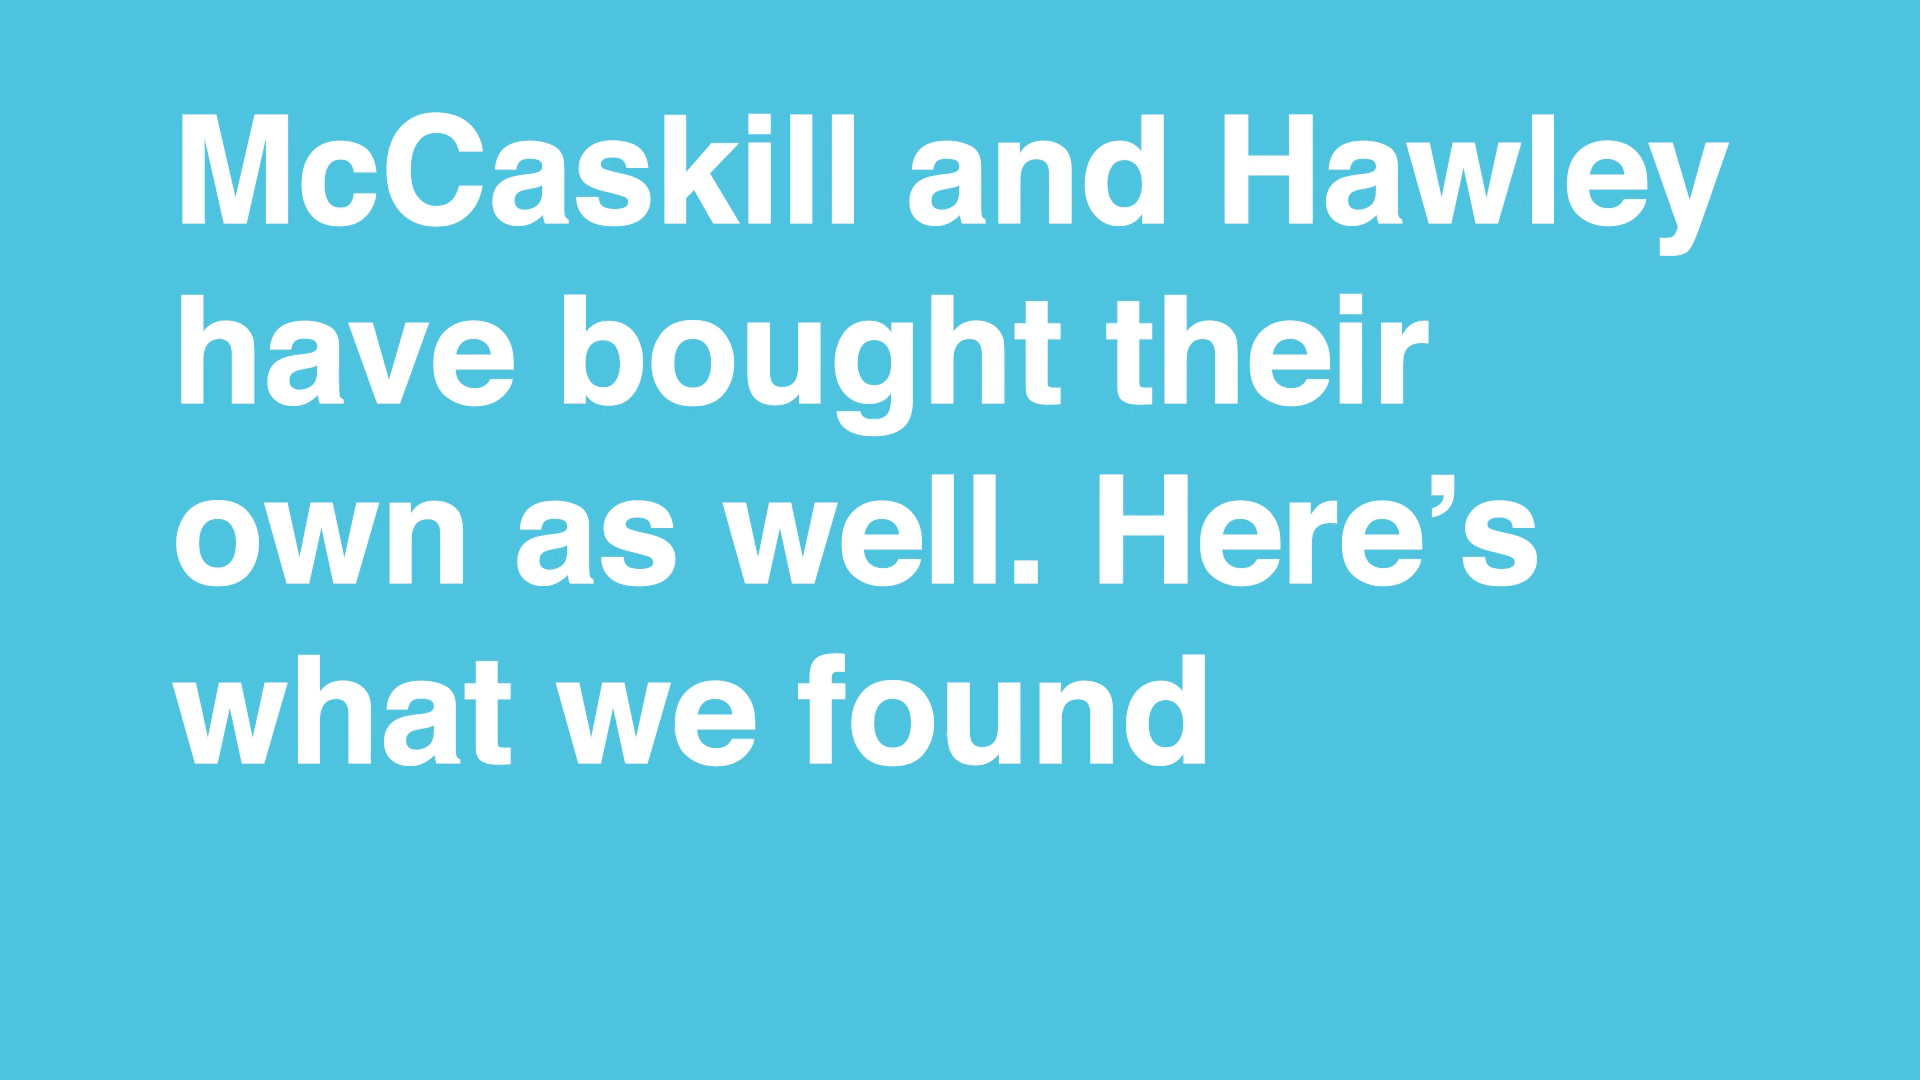 McCaskill and Hawley
have bought their
own as well. Here’s
what we found